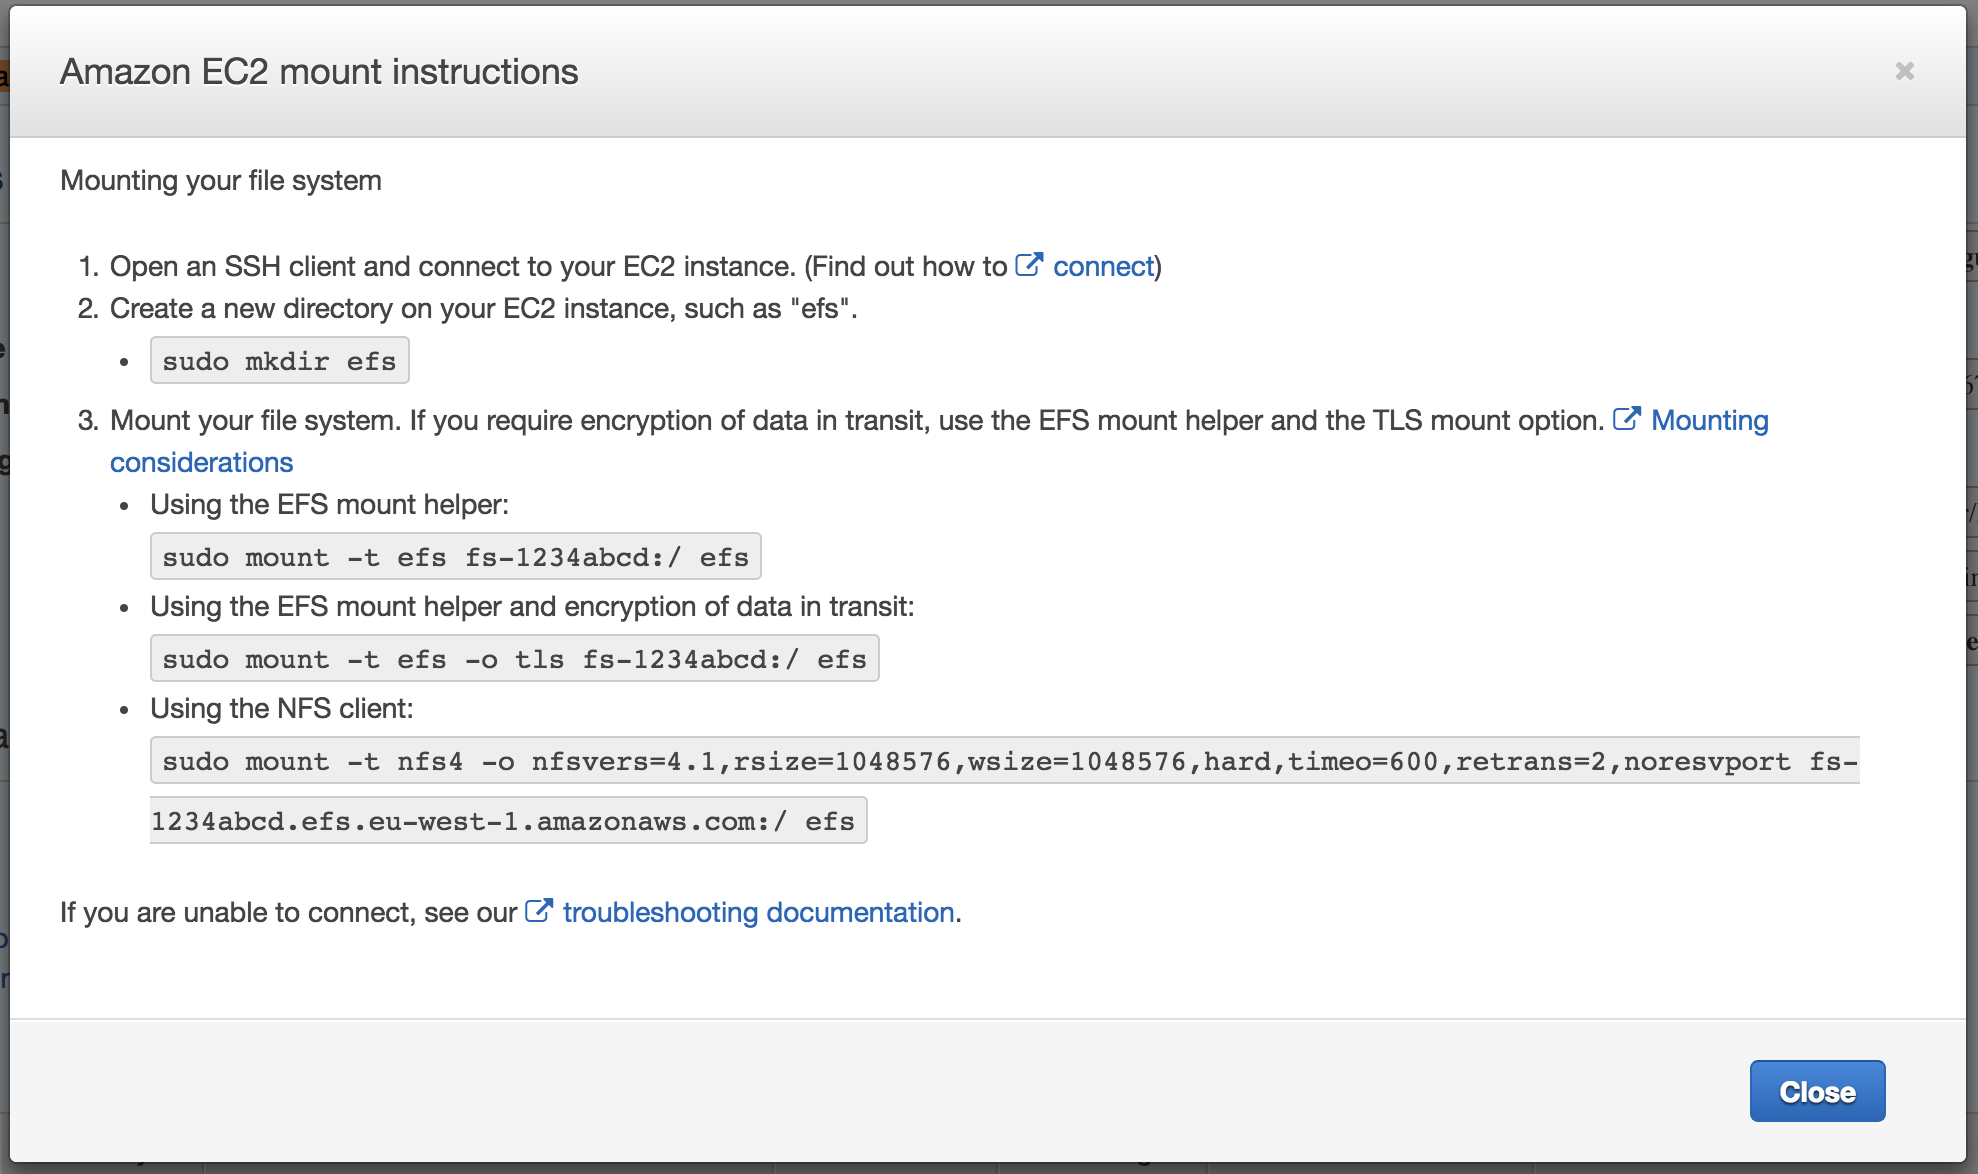 Amazon EC2 mount instructions
Mounting your file system
1. Open an SSH client and connect to your EC2 instance. (Find out how to connect)
2. Create a new directory on your EC2 instance, such as "efs".
• sudo mkdir efs
3. Mount your file system. If you require encryption of data in transit, use the EFS mount helper and the TLS mount option. Mounting
considerations
• Using the EFS mount helper:
sudo mount -t efs fs-1234abcd:/ efs
• Using the EFS mount helper and encryption of data in transit:
sudo mount -t efs -o tls fs-1234abcd:/ efs
• Using the NFS client:
sudo mount -t nfs4 -o nfsvers=4.1,rsize=1048576,wsize=1048576,hard,timeo=600,retrans=2,noresvport fs-
1234abcd.efs.eu-west-1.amazonaws.com:/ efs
If you are unable to connect, see our troubleshooting documentation.
Close